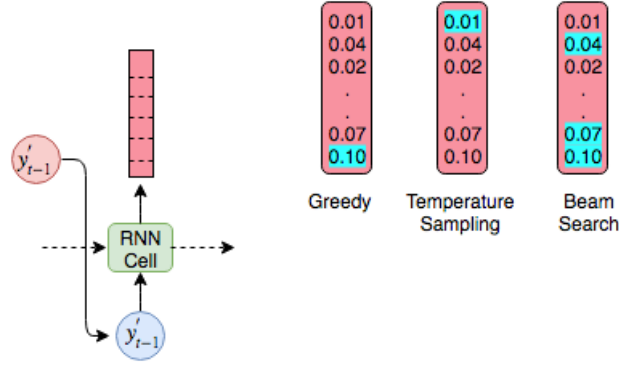 y'_{t-1}
RNN
Cell
y'_{t-1}
0.01
0.04
0.02
.
.
0.07
0.10
Greedy
0.01
0.04
0.02
.
.
0.07
0.10
Temperature
Sampling
0.01
0.04
0.02
.
.
0.07
0.10
Beam
Search